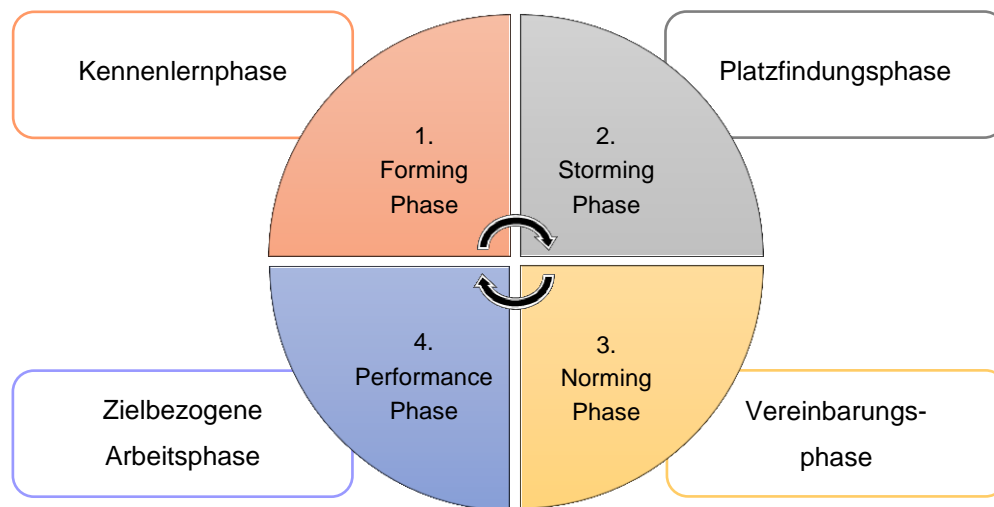 Kennenlernphase
Platzfindungsphase
1.
Forming
Phase
2.
Storming
Phase
4.
Performance
Phase
3.
Norming
Phase
Zielbezogene
Arbeitsphase
Vereinbarungs-
phase